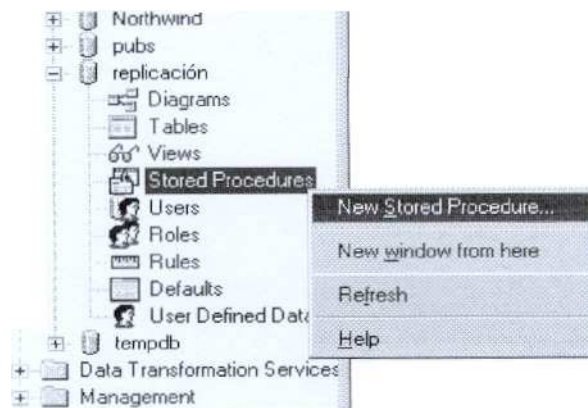 Northwind
pubs
replicación
Diagrams
Tables
Views
Stored Procedures
Users
Roles
Rules
Defaults
User Defined Data
tempdb
Data Transformation Services
Management
New Stored Procedure...
New window from here
Refresh
Help